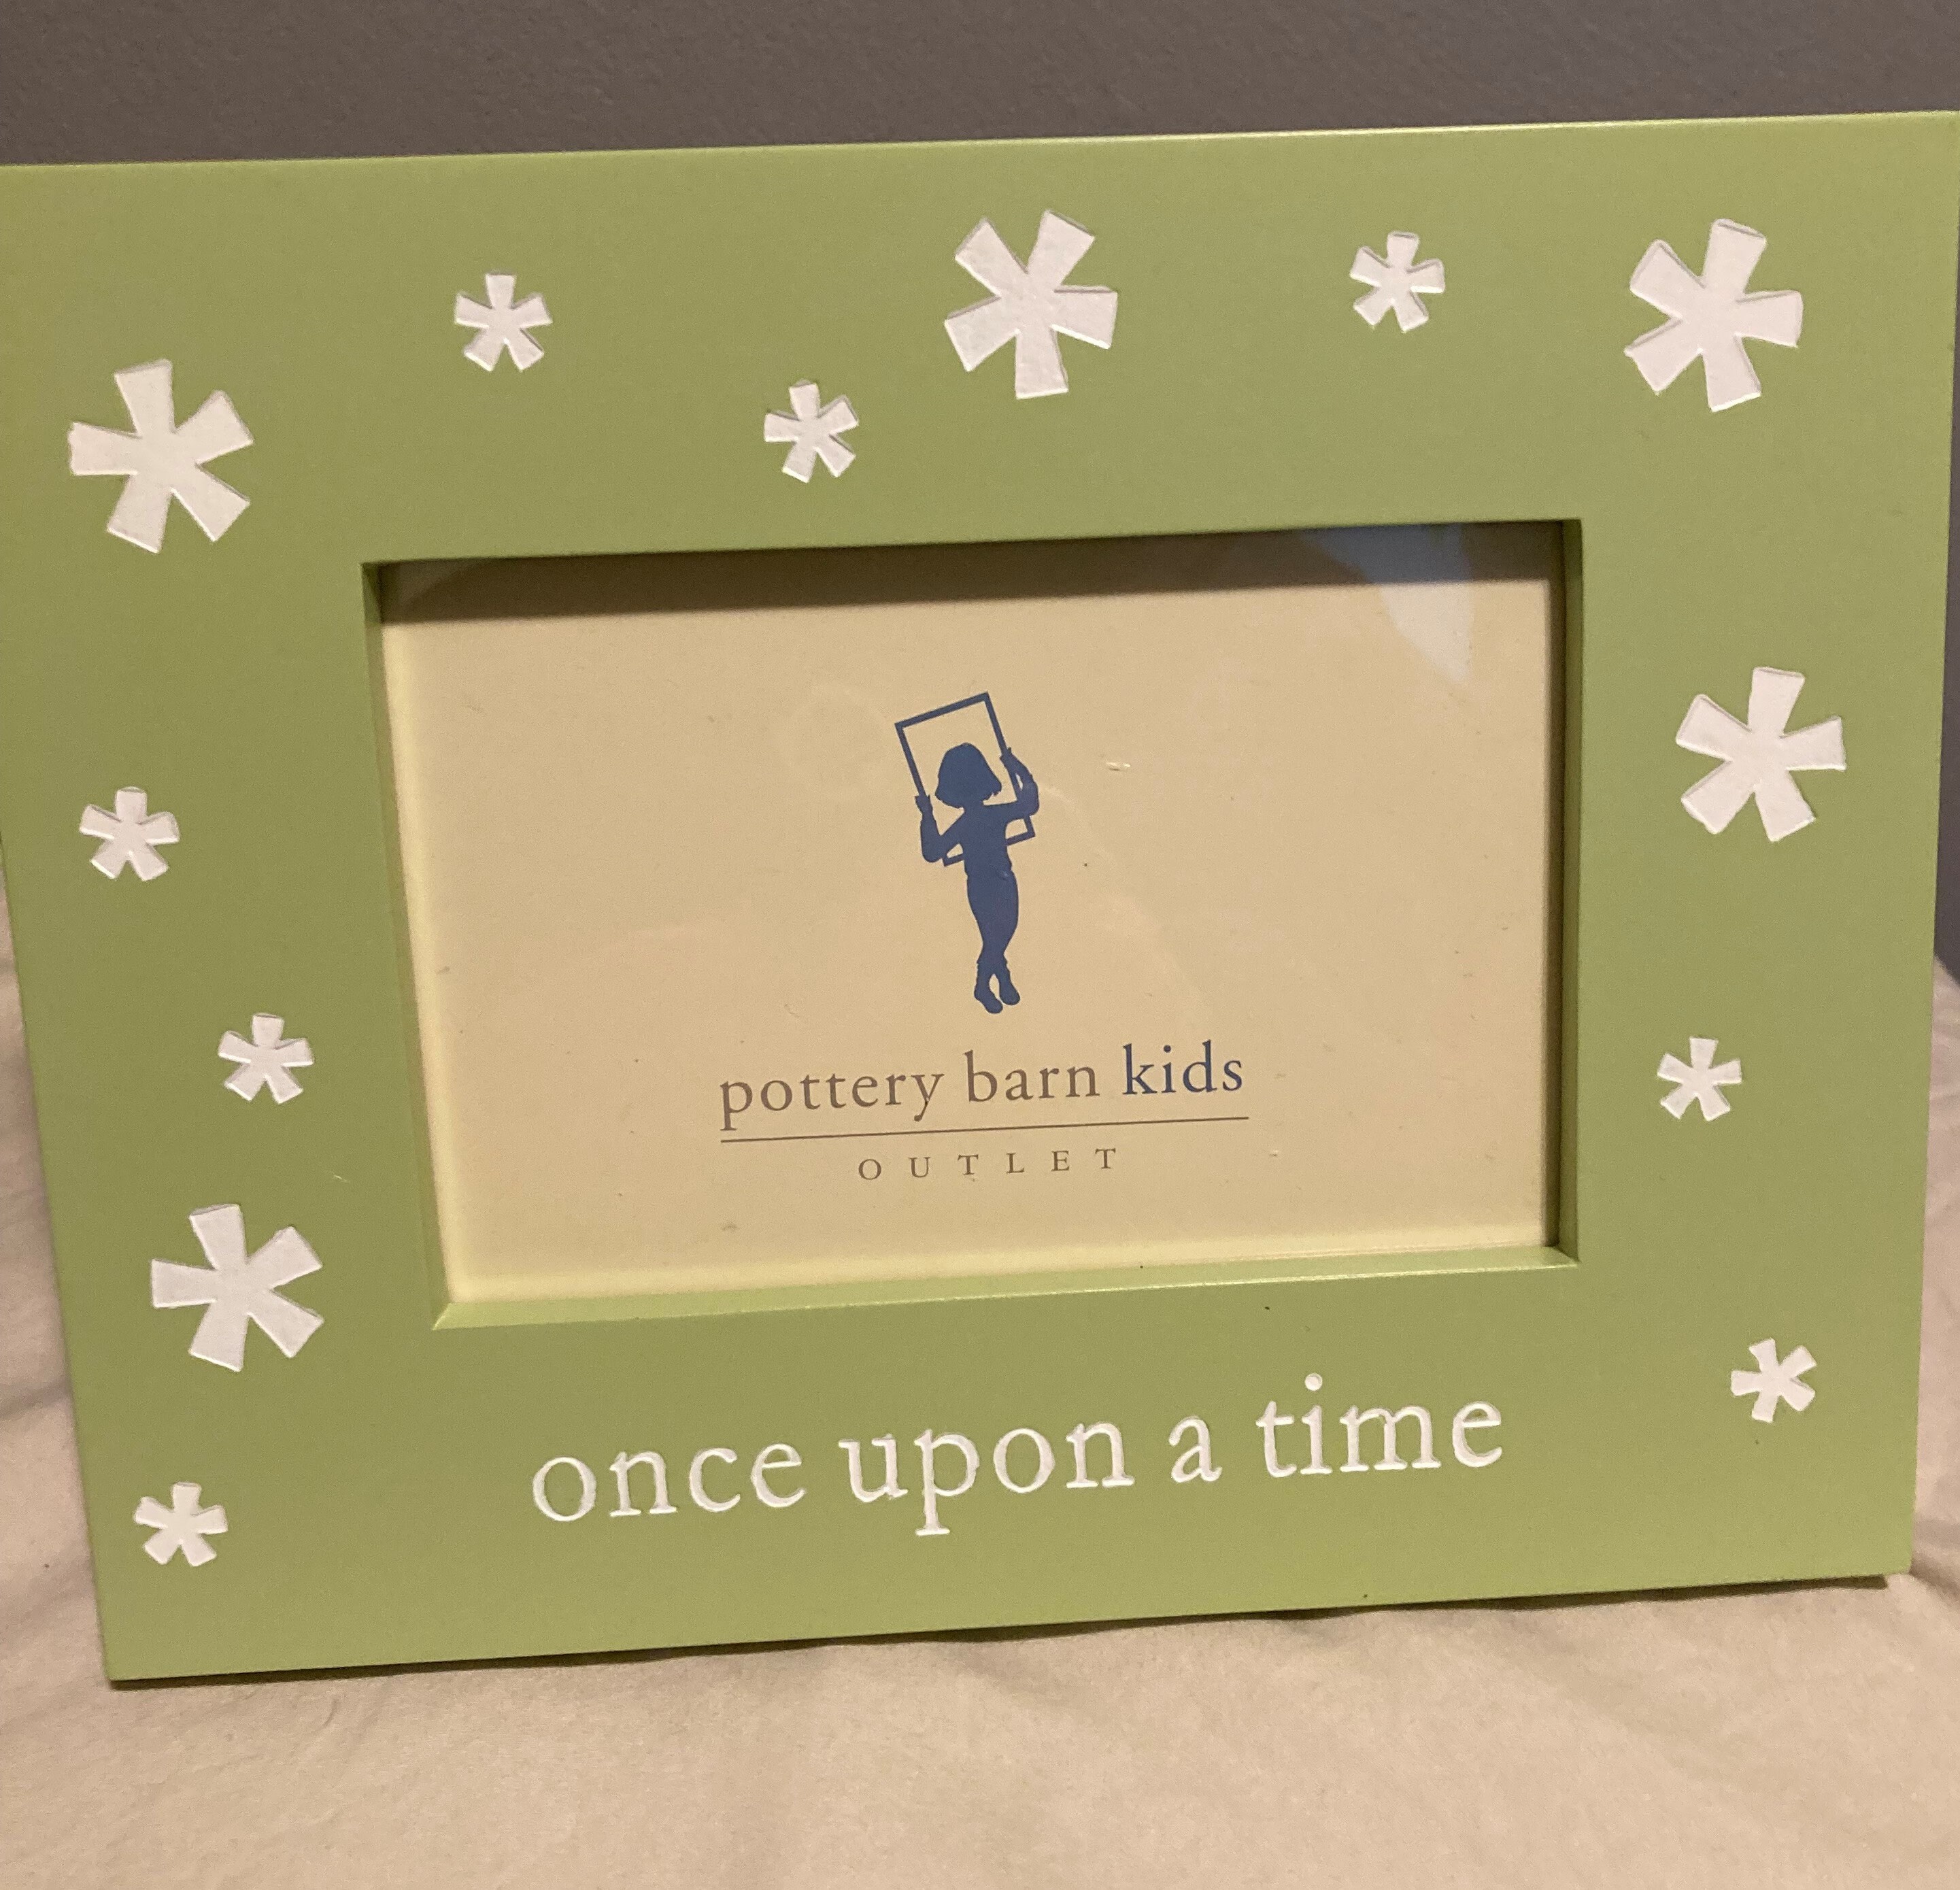 pottery barn kids
OUTLET
once upon a time